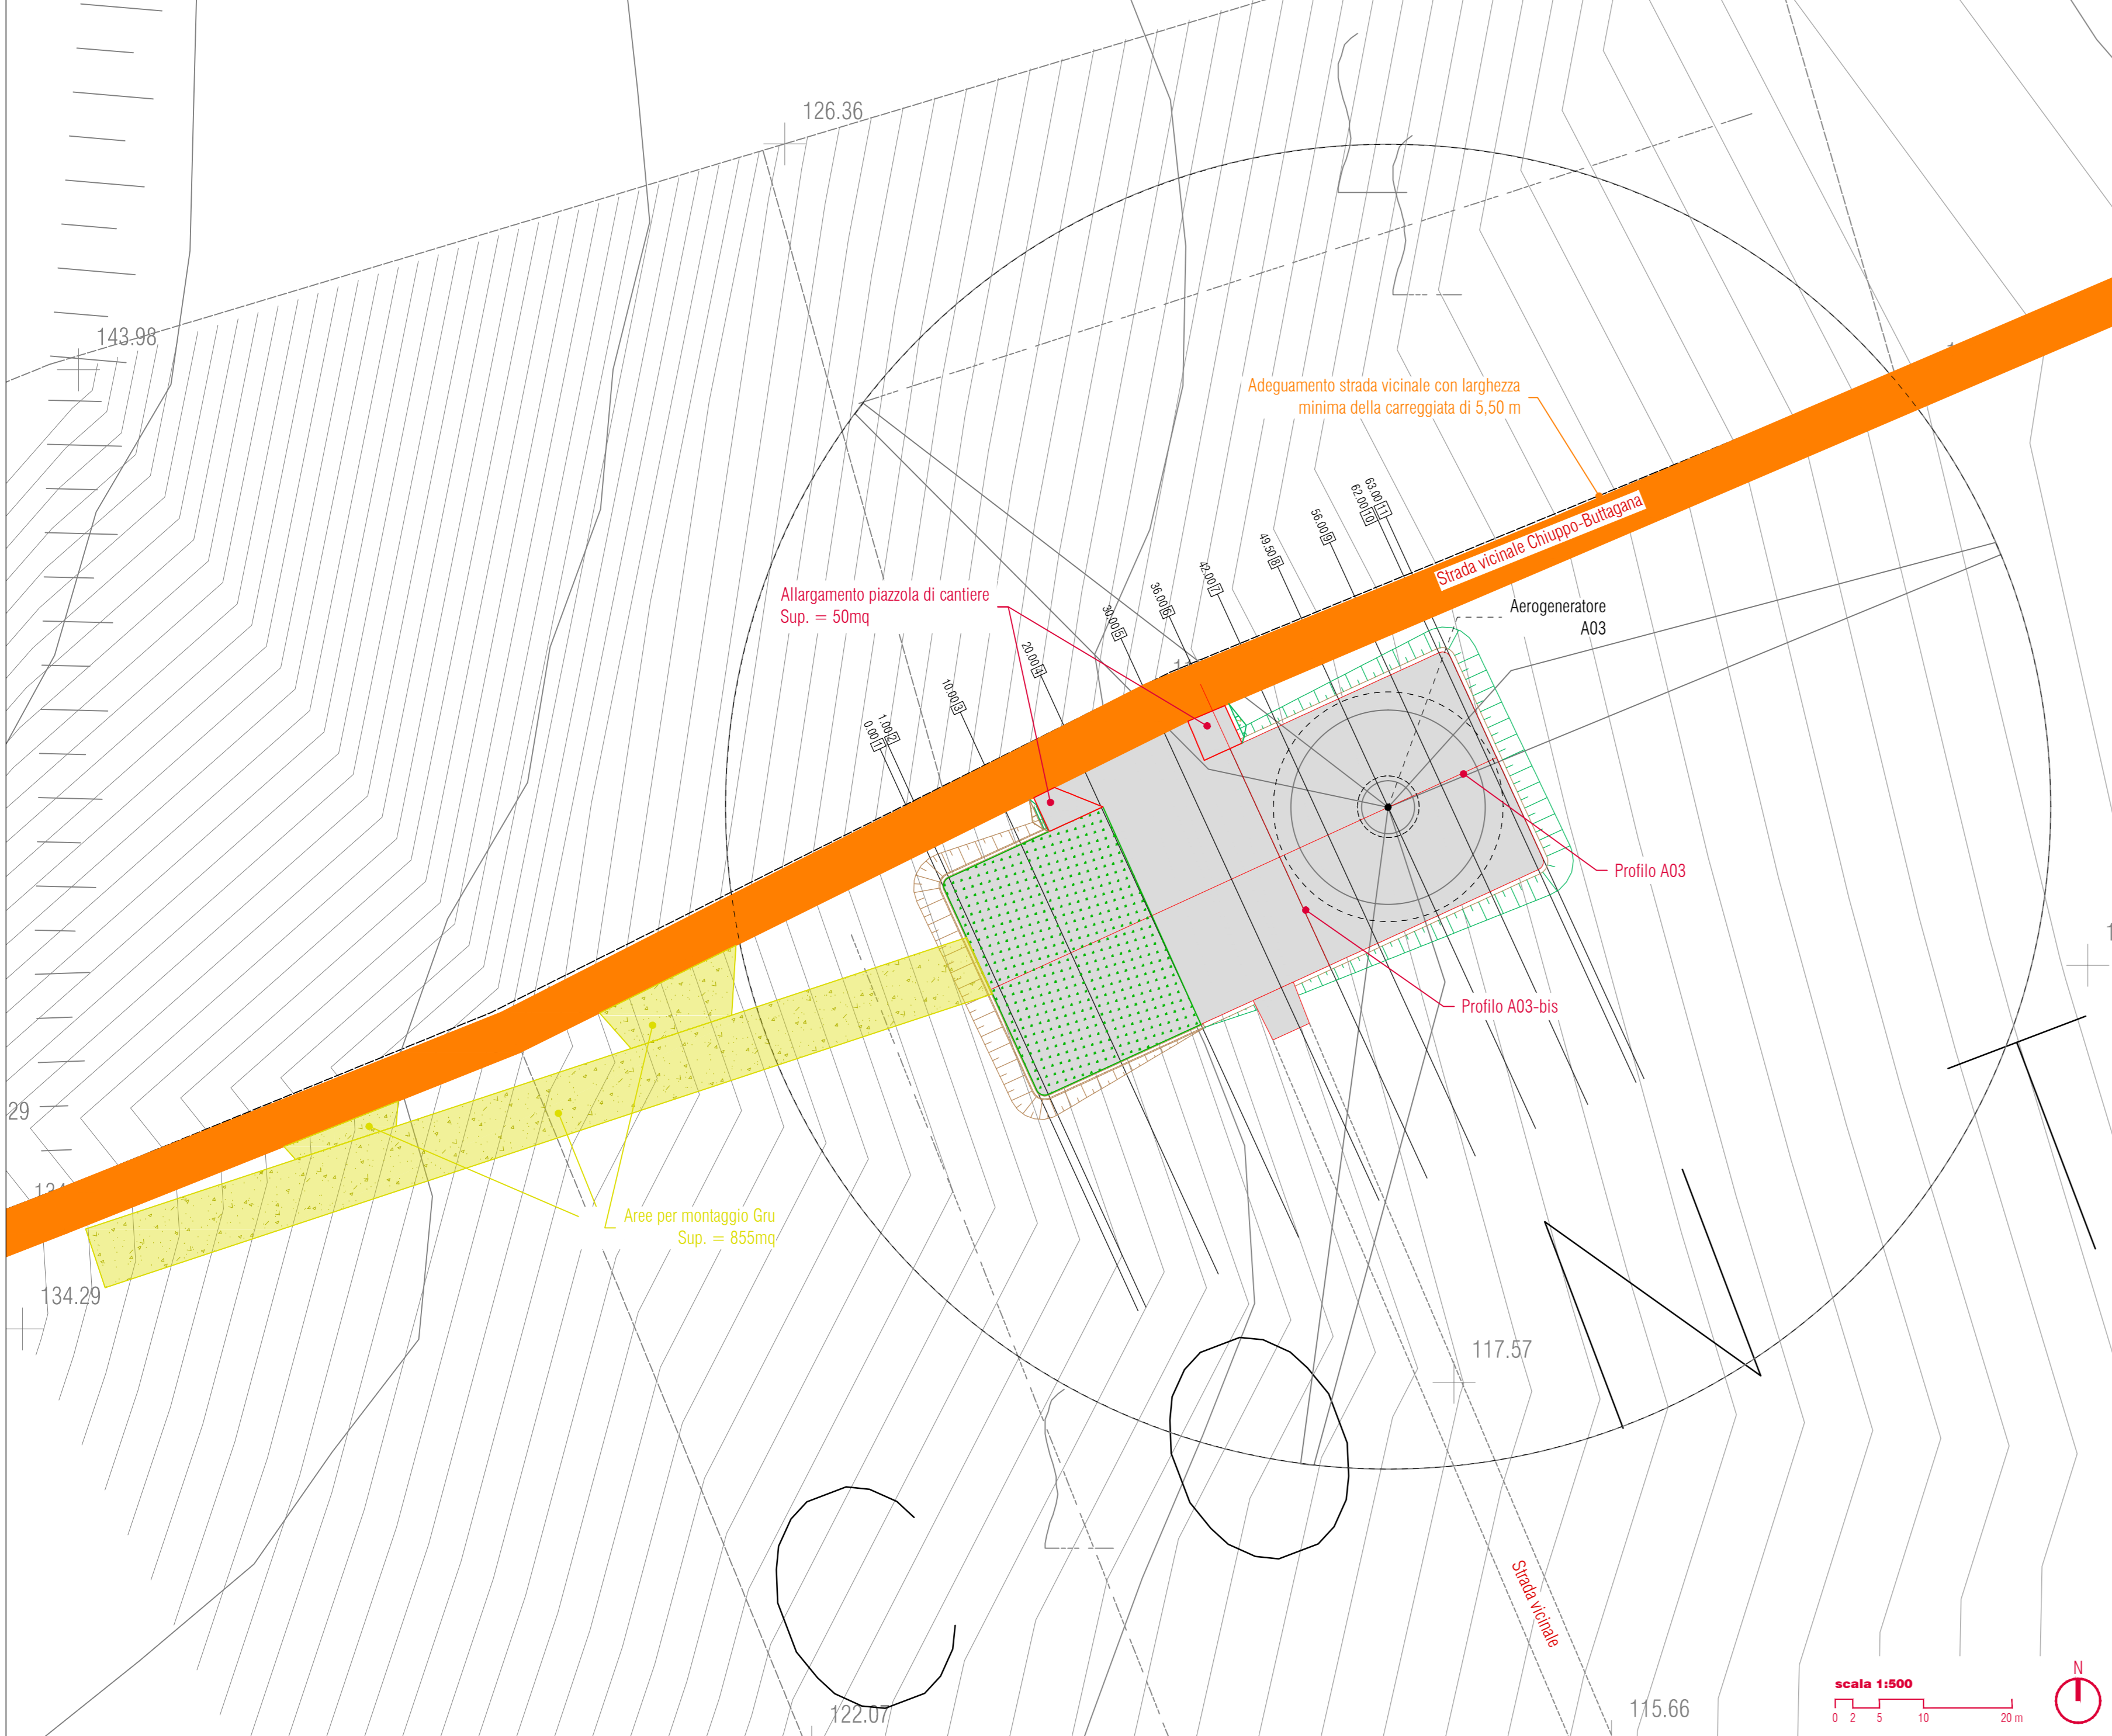 126.36
143.98
Adeguamento strada vicinale con larghezza
minima della carreggiata di 5,50 m
63.00 11
62.00 10
56.00 9
49.50 8
42.00 7
36.00 6
30.00 5
20.00 4
10.00 3
1.00 2
0.00 1
Strada vicinale Chiuppo-Buttagana
Allargamento piazzola di cantiere
Sup. = 50mq
Aerogeneratore
A03
Profilo A03
Profilo A03-bis
29
Aree per montaggio Gru
Sup. = 855mq
134.29
117.57
C O N T
Strada vicinale
122.07
115.66
scala 1:500
0 2 5 10 20 m
N